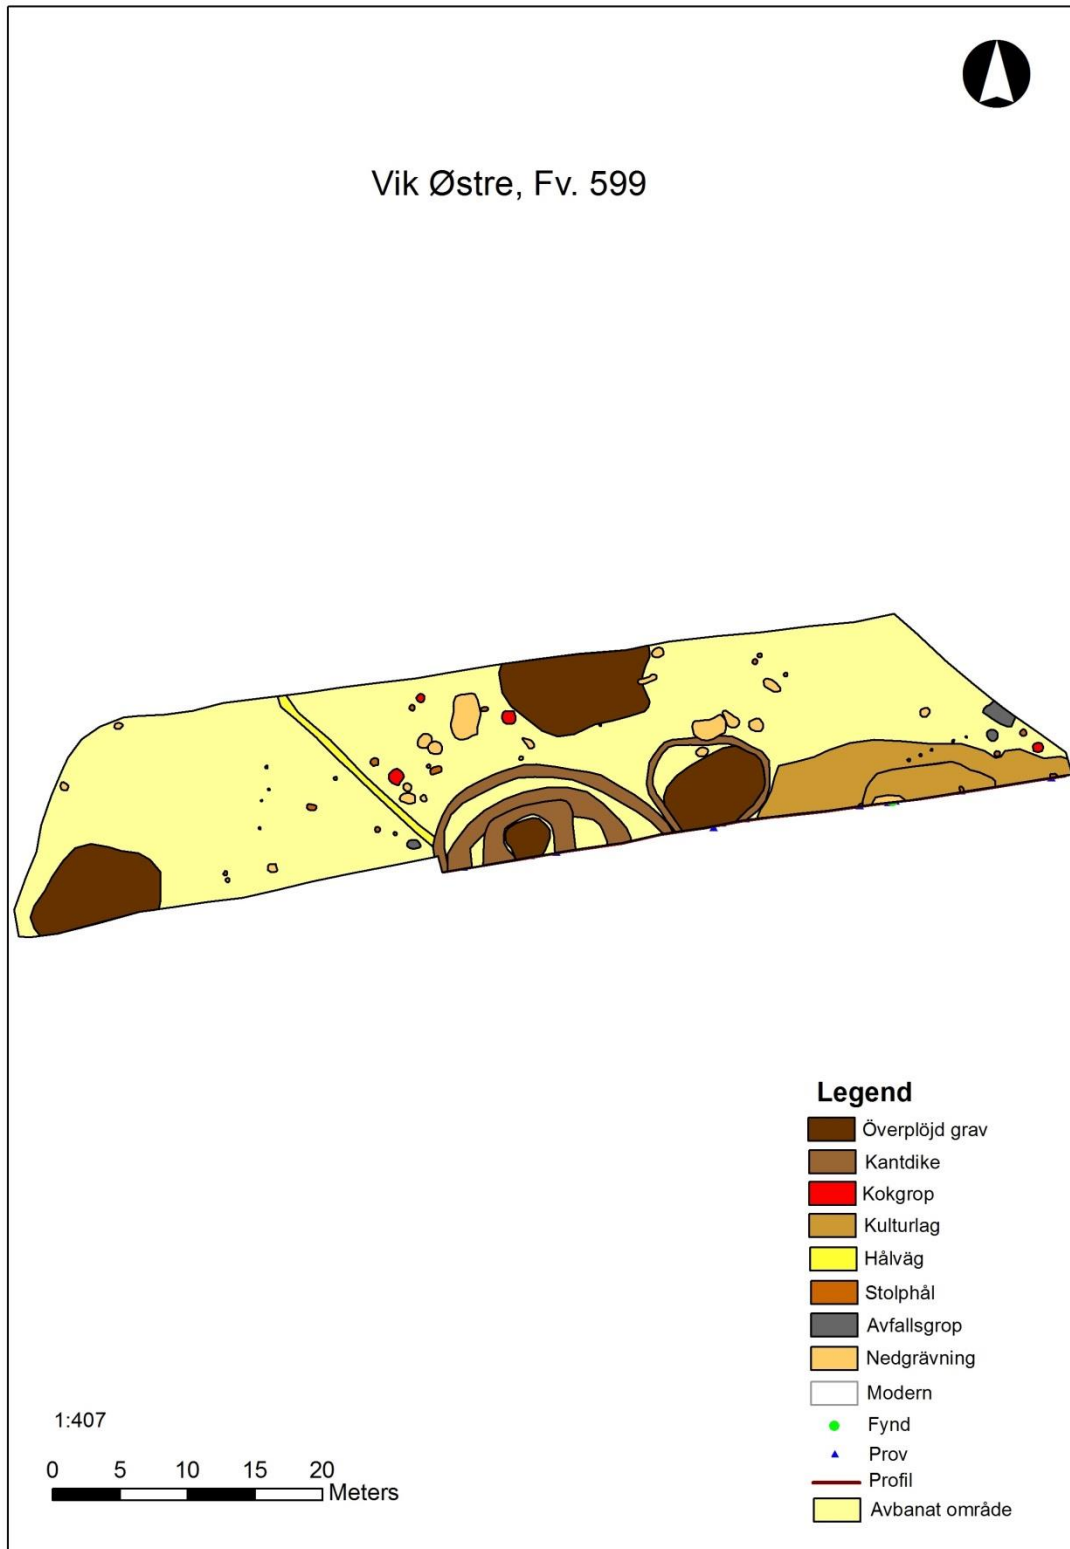 Vik Østre, Fv. 599
Legend
Överplöjd grav
Kantdike
Kokgrop
Kulturlag
Hålväg
Stolphål
Avfallsgrop
Nedgrävning
Modern
Fynd
Prov
Profil
Avbanat område
1:407
0 5 10 15 20
Meters